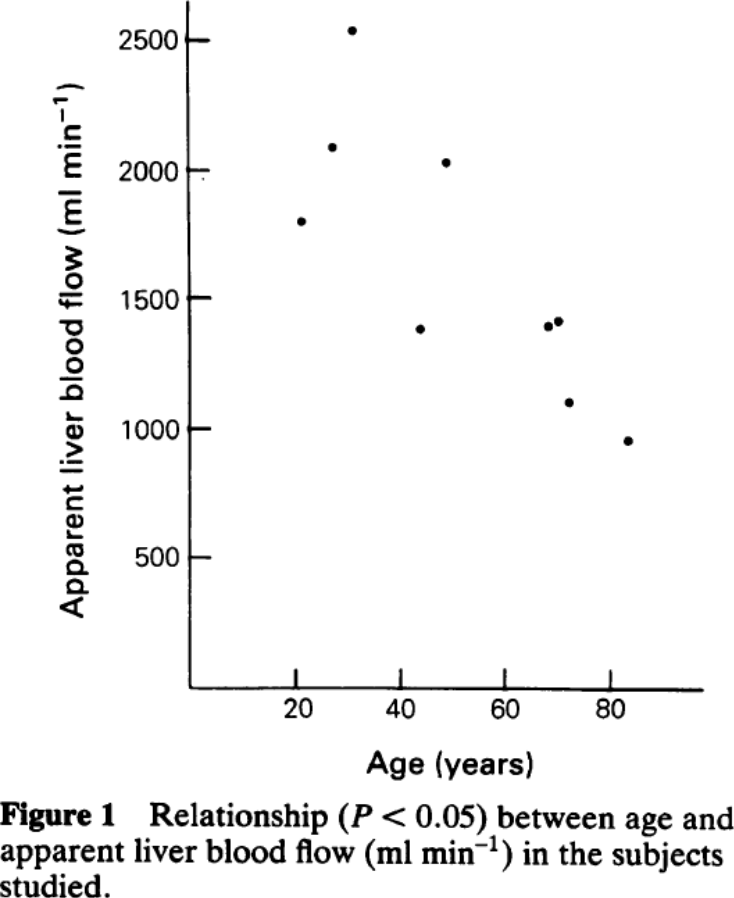 2500
2000
1500
1000
500
Apparent liver blood flow (ml min⁻¹)
20 40 60 80
Age (years)
Figure 1 Relationship (P < 0.05) between age and
apparent liver blood flow (ml min⁻¹) in the subjects
studied.